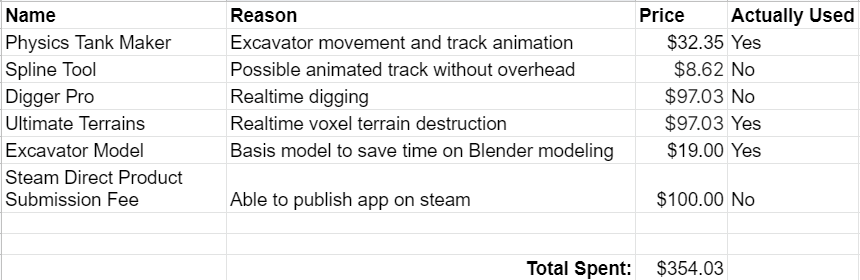 Name Reason Price Actually Used
Physics Tank Maker Excavator movement and track animation $32.35 Yes
Spline Tool Possible animated track without overhead $8.62 No
Digger Pro Realtime digging $97.03 No
Ultimate Terrains Realtime voxel terrain destruction $97.03 Yes
Excavator Model Basis model to save time on Blender modeling $19.00 Yes
Steam Direct Product
Submission Fee Able to publish app on steam $100.00 No
Total Spent: $354.03